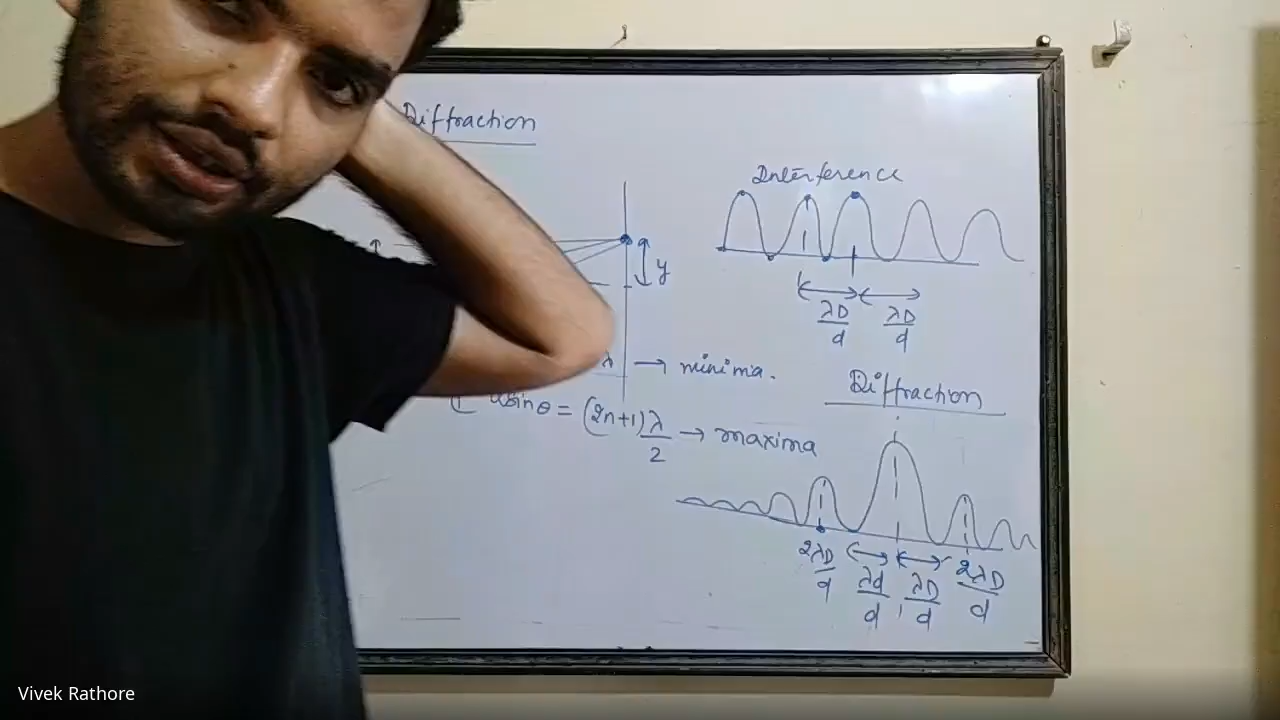 Diffraction
y
λ → minima.
a sinθ = (2n+1) λ/2 → maxima
Interference
λD/d λD/d
Diffraction
2λD/d λd/d λD/d 2λD/d
Vivek Rathore